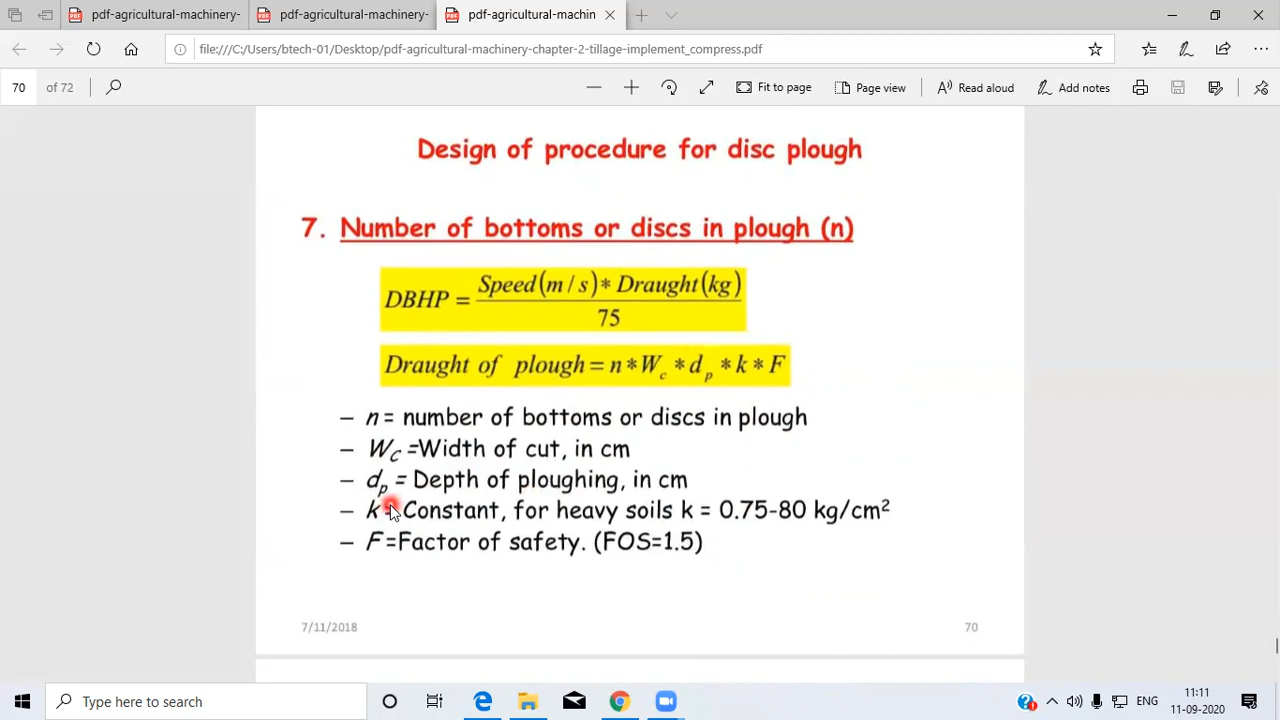 pdf-agricultural-machinery-
pdf-agricultural-machinery-
pdf-agricultural-machin
file:///C:/Users/btech-01/Desktop/pdf-agricultural-machinery-chapter-2-tillage-implement_compress.pdf
70 of 72
Fit to page
Page view
Read aloud
Add notes
Design of procedure for disc plough
7. Number of bottoms or discs in plough (n)
DBHP = Speed(m/s)* Draught(kg) / 75
Draught of plough = n*Wc *dp *k*F
– n = number of bottoms or discs in plough
– WC =Width of cut, in cm
– dp = Depth of ploughing, in cm
– k = Constant, for heavy soils k = 0.75-80 kg/cm²
– F =Factor of safety. (FOS=1.5)
7/11/2018
70
Type here to search
ENG
11:11
11-09-2020